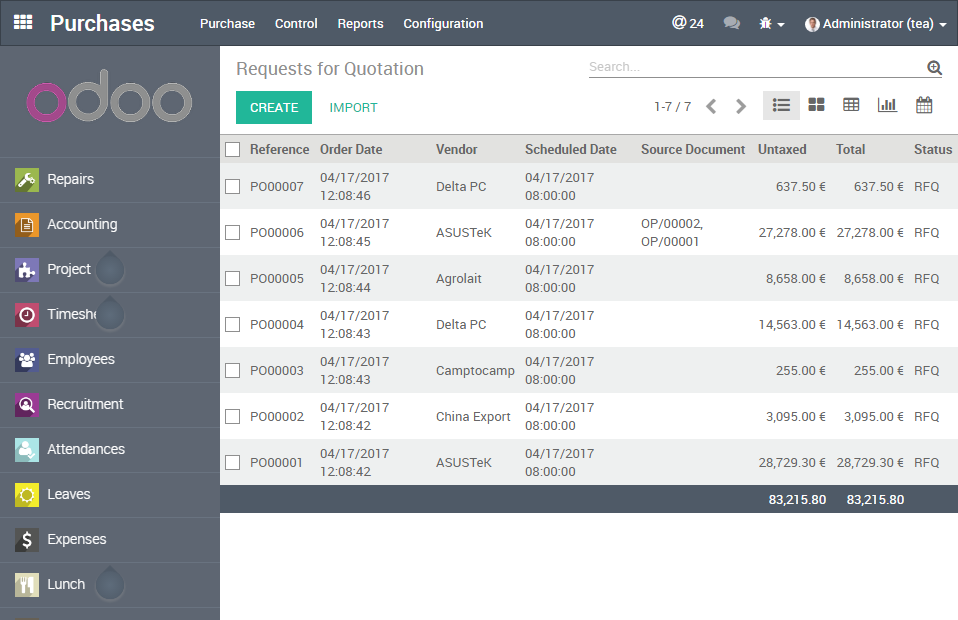 Purchases Purchase Control Reports Configuration @ 24 Administrator (tea)
odoo
Requests for Quotation Search...
CREATE IMPORT 1-7 / 7
Repairs
Accounting
Project
Timeshe
Employees
Recruitment
Attendances
Leaves
Expenses
Lunch
Reference Order Date Vendor Scheduled Date Source Document Untaxed Total Status
PO00007 04/17/2017 12:08:46 Delta PC 04/17/2017 08:00:00 637.50 € 637.50 € RFQ
PO00006 04/17/2017 12:08:45 ASUSTeK 04/17/2017 08:00:00 OP/00002, OP/00001 27,278.00 € 27,278.00 € RFQ
PO00005 04/17/2017 12:08:44 Agrolait 04/17/2017 08:00:00 8,658.00 € 8,658.00 € RFQ
PO00004 04/17/2017 12:08:43 Delta PC 04/17/2017 08:00:00 14,563.00 € 14,563.00 € RFQ
PO00003 04/17/2017 12:08:43 Camptocamp 04/17/2017 08:00:00 255.00 € 255.00 € RFQ
PO00002 04/17/2017 12:08:42 China Export 04/17/2017 08:00:00 3,095.00 € 3,095.00 € RFQ
PO00001 04/17/2017 12:08:42 ASUSTeK 04/17/2017 08:00:00 28,729.30 € 28,729.30 € RFQ
83,215.80 83,215.80